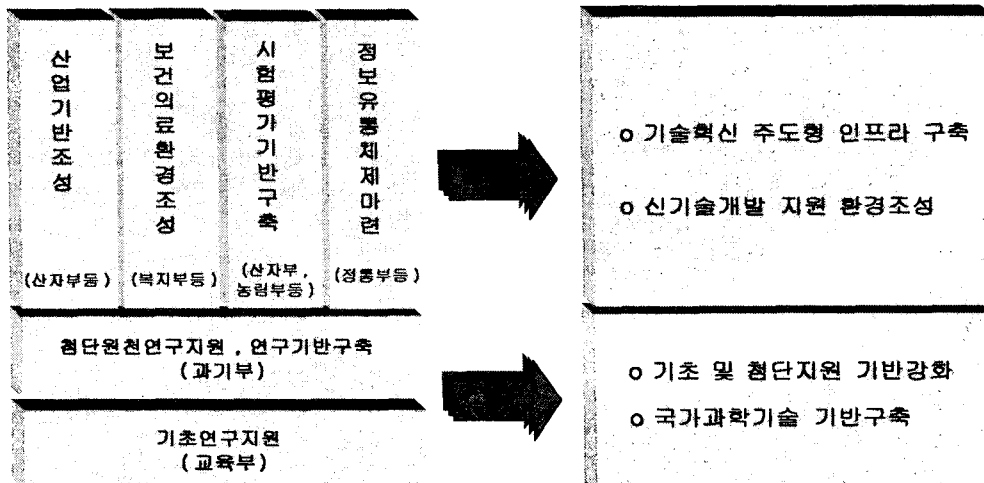 산업기반조성
(산자부등)
보건의료환경조성
(복지부등)
시험평가기반구축
(산자부,
농림부등)
정보유통체제마련
(정통부등)
첨단원천연구지원, 연구기반구축
(과기부)
기초연구지원
(교육부)
o 기술혁신 주도형 인프라 구축
o 신기술개발 지원 환경조성
o 기초 및 첨단지원 기반강화
o 국가과학기술 기반구축